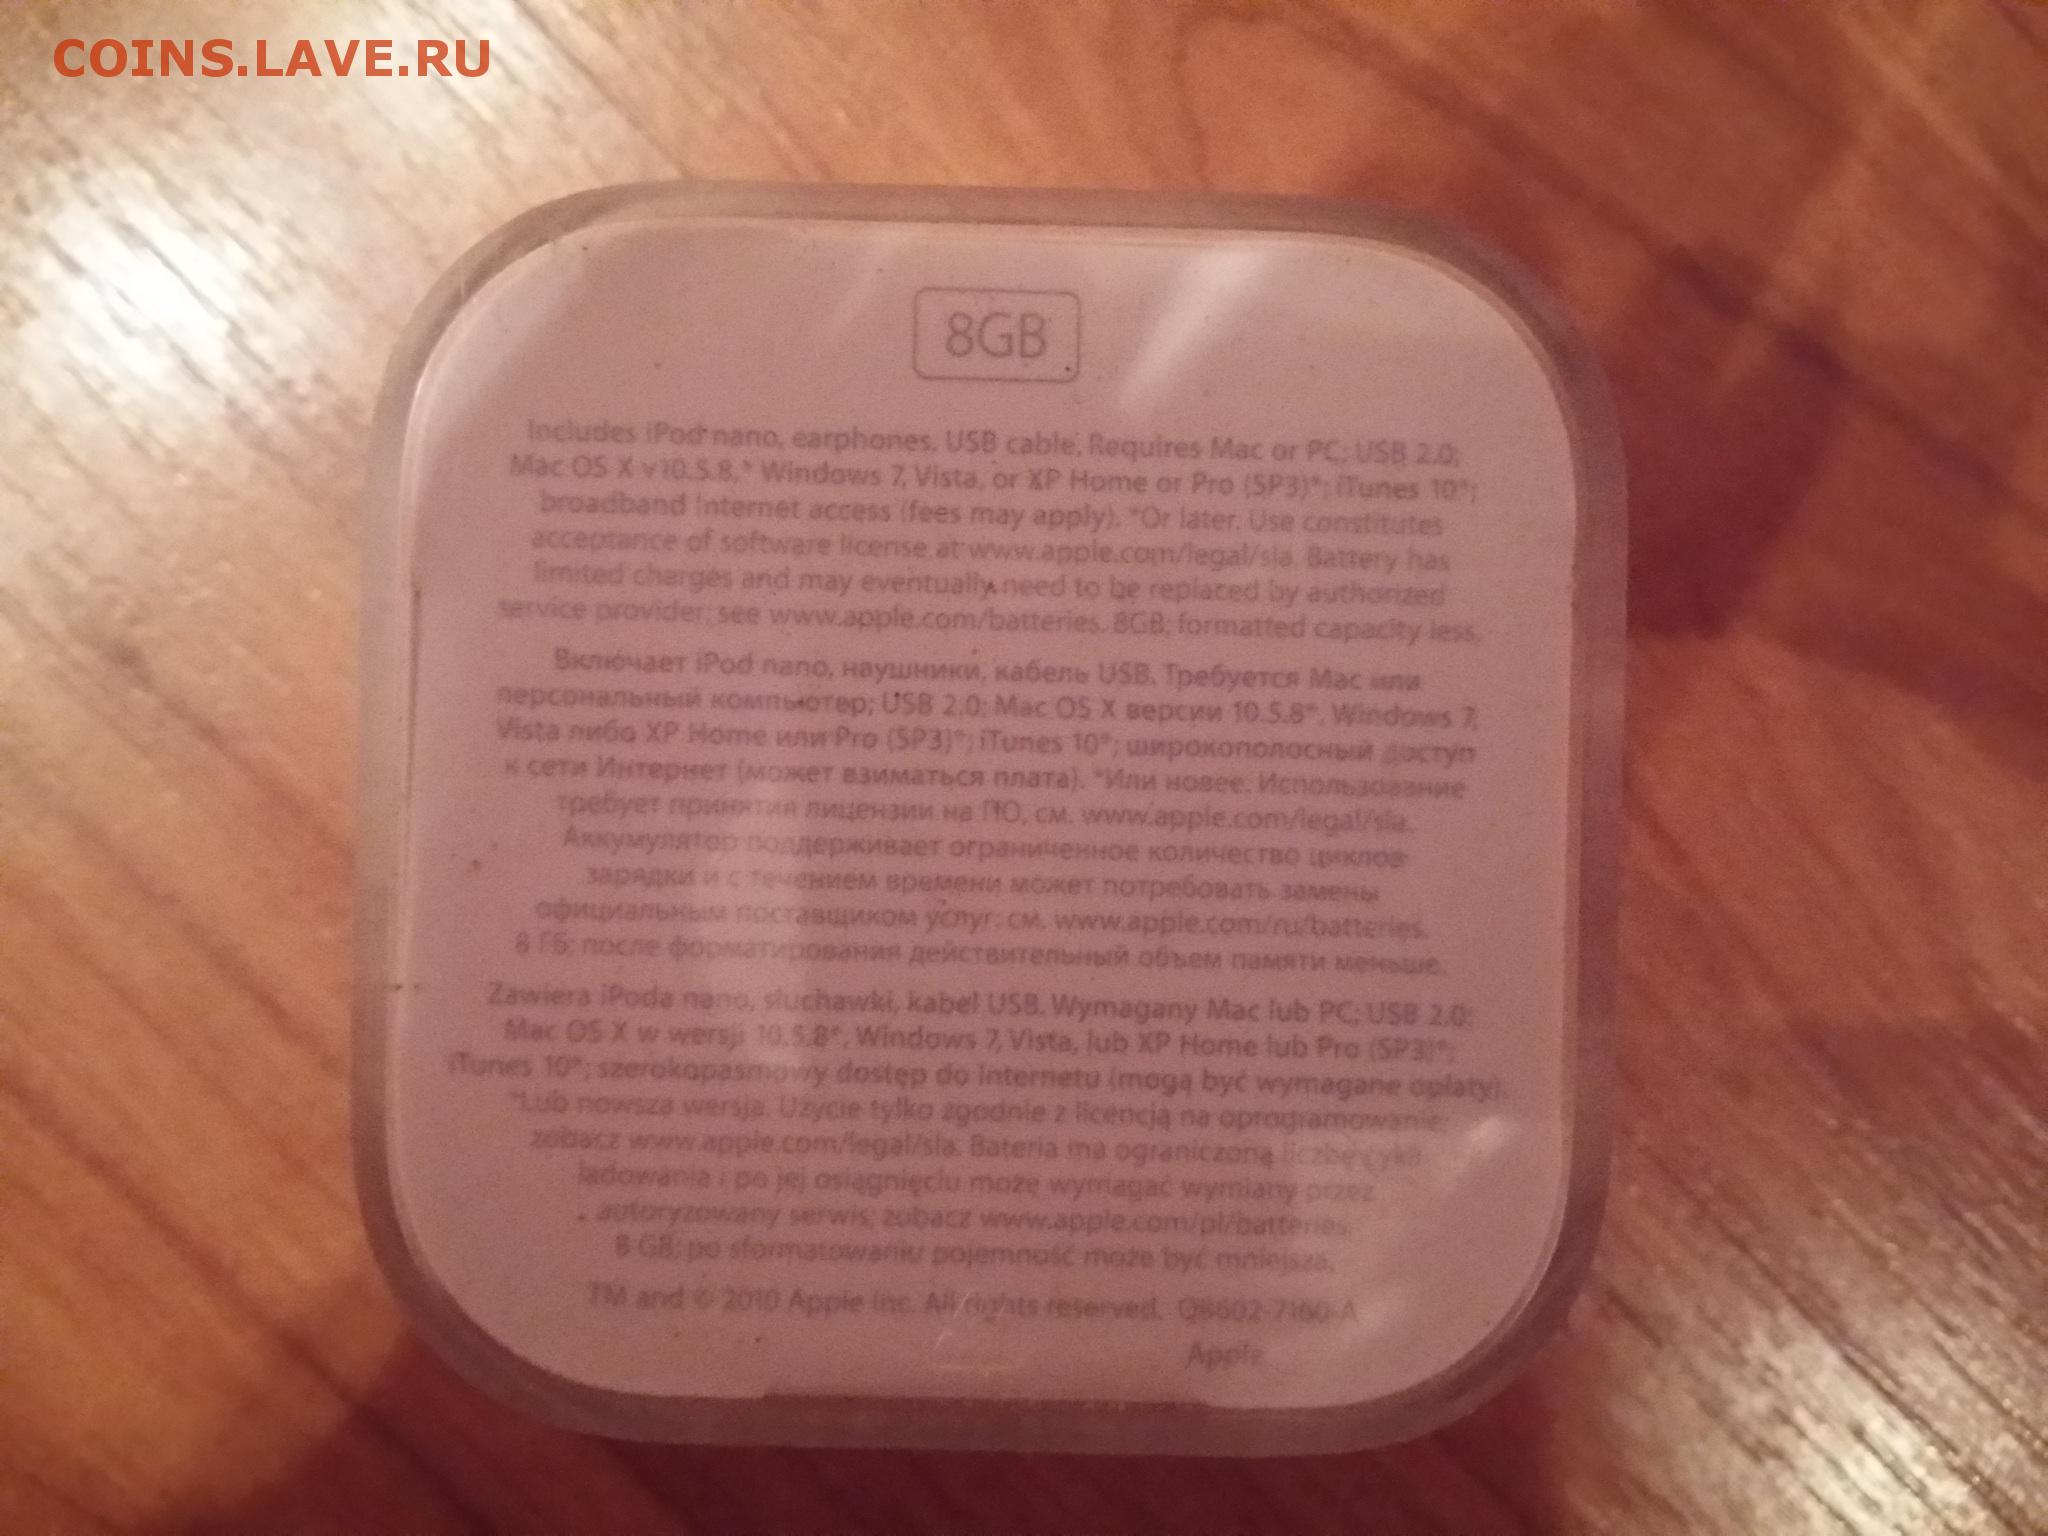 COINS.LAVE.RU
8GB
Includes iPod nano, earphones, USB cable. Requires Mac or PC; USB 2.0;
Mac OS X v10.5.8,* Windows 7, Vista, or XP Home or Pro (SP3)*; iTunes 10*;
broadband Internet access (fees may apply). *Or later. Use constitutes
acceptance of software license at www.apple.com/legal/sla. Battery has
limited charges and may eventually need to be replaced by authorized
service provider; see www.apple.com/batteries. 8GB; formatted capacity less.
Включает iPod nano, наушники, кабель USB. Требуется Mac или
персональный компьютер; USB 2.0; Mac OS X версии 10.5.8*, Windows 7,
Vista либо XP Home или Pro (SP3)*; iTunes 10*; широкополосный доступ
к сети Интернет (может взиматься плата). *Или новее. Использование
требует принятия лицензии на ПО, см. www.apple.com/legal/sla.
Аккумулятор поддерживает ограниченное количество циклов
зарядки и с течением времени может потребовать замены
официальным поставщиком услуг; см. www.apple.com/ru/batteries.
8 Гб; после форматирования действительный объем памяти меньше.
Zawiera iPoda nano, słuchawki, kabel USB. Wymagany Mac lub PC; USB 2.0;
Mac OS X w wersji 10.5.8*, Windows 7, Vista, lub XP Home lub Pro (SP3)*;
iTunes 10*; szerokopasmowy dostęp do Internetu (mogą być wymagane opłaty).
*Lub nowsza wersja. Użycie tylko zgodnie z licencją na oprogramowanie;
zobacz www.apple.com/legal/sla. Bateria ma ograniczoną liczbę cykli
ładowania i po jej osiągnięciu może wymagać wymiany przez
autoryzowany serwis; zobacz www.apple.com/pl/batteries.
8 GB; po sformatowaniu pojemność może być mniejsza.
TM and © 2010 Apple Inc. All rights reserved.
Apple